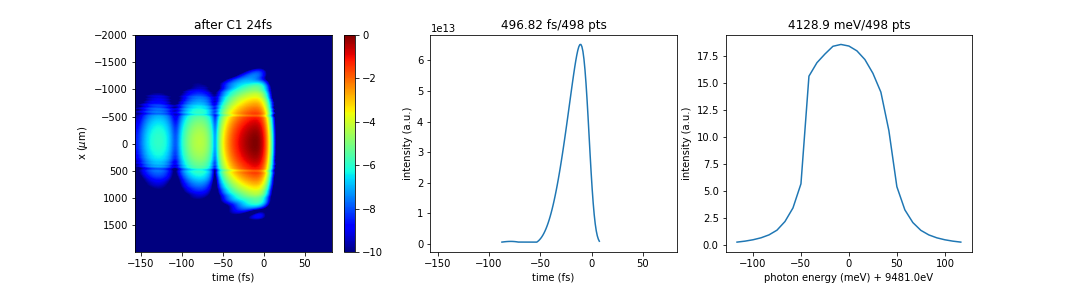 after C1 24fs
−2000
−1500
−1000
−500
0
500
1000
1500
x (μm)
−150 −100 −50 0 50
time (fs)
0
−2
−4
−6
−8
−10
496.82 fs/498 pts
1e13
6
5
4
3
2
1
0
intensity (a.u.)
−150 −100 −50 0 50
time (fs)
4128.9 meV/498 pts
17.5
15.0
12.5
10.0
7.5
5.0
2.5
0.0
intensity (a.u.)
−100 −50 0 50 100
photon energy (meV) + 9481.0eV